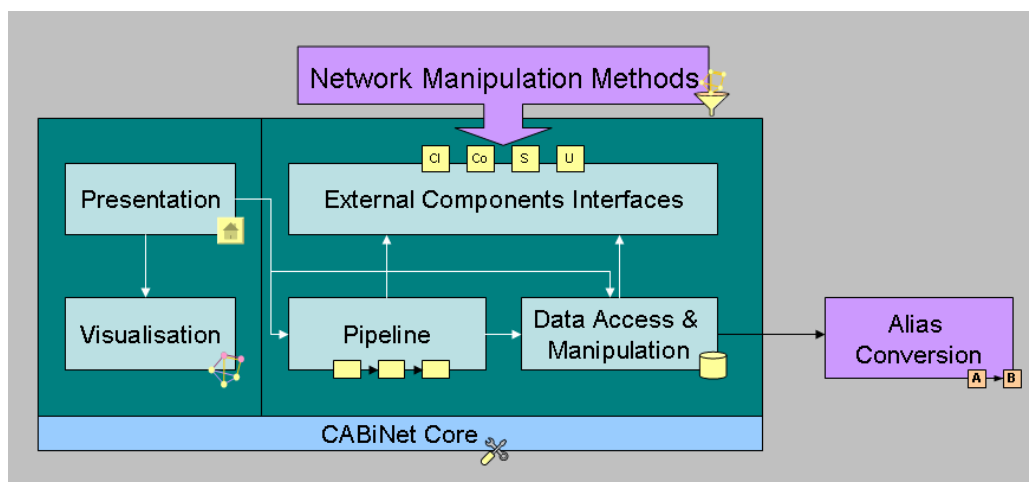 Network Manipulation Methods
Cl Co S U
Presentation
External Components Interfaces
Visualisation
Pipeline
Data Access &
Manipulation
Alias
Conversion
A B
CABiNet Core